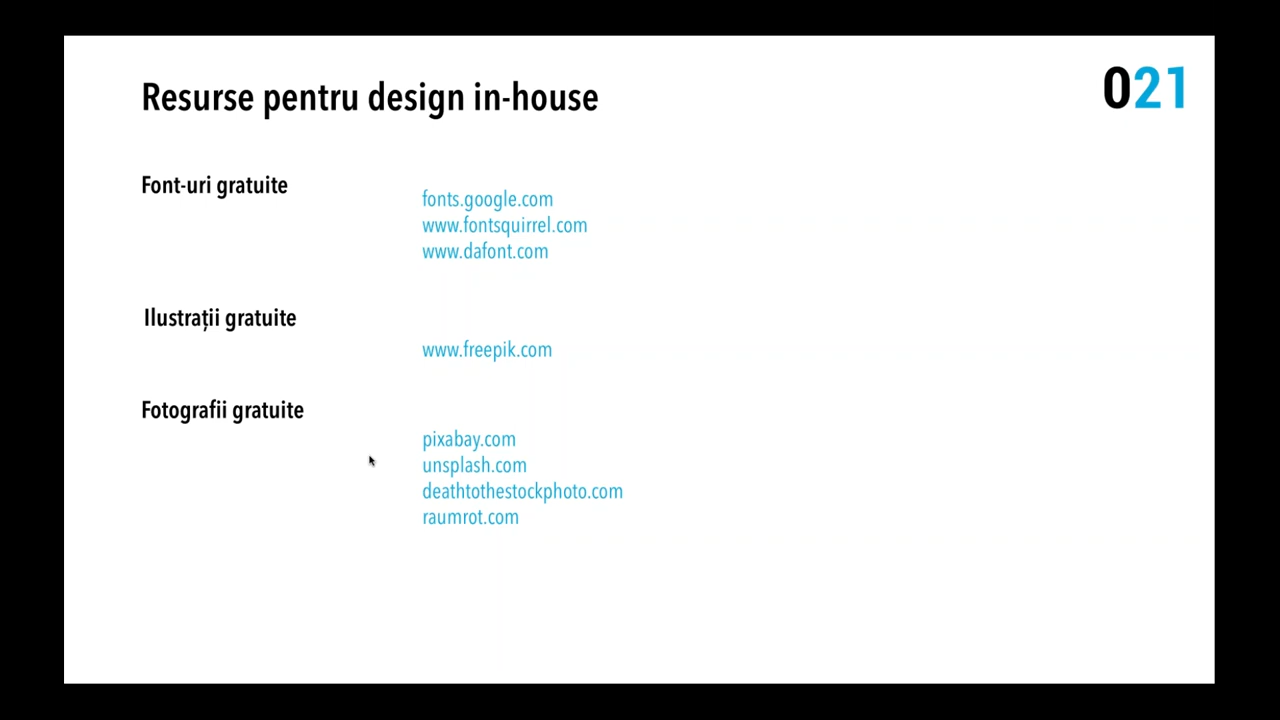 Resurse pentru design in-house
021
Font-uri gratuite
fonts.google.com
www.fontsquirrel.com
www.dafont.com
Ilustrații gratuite
www.freepik.com
Fotografii gratuite
pixabay.com
unsplash.com
deathtothestockphoto.com
raumrot.com